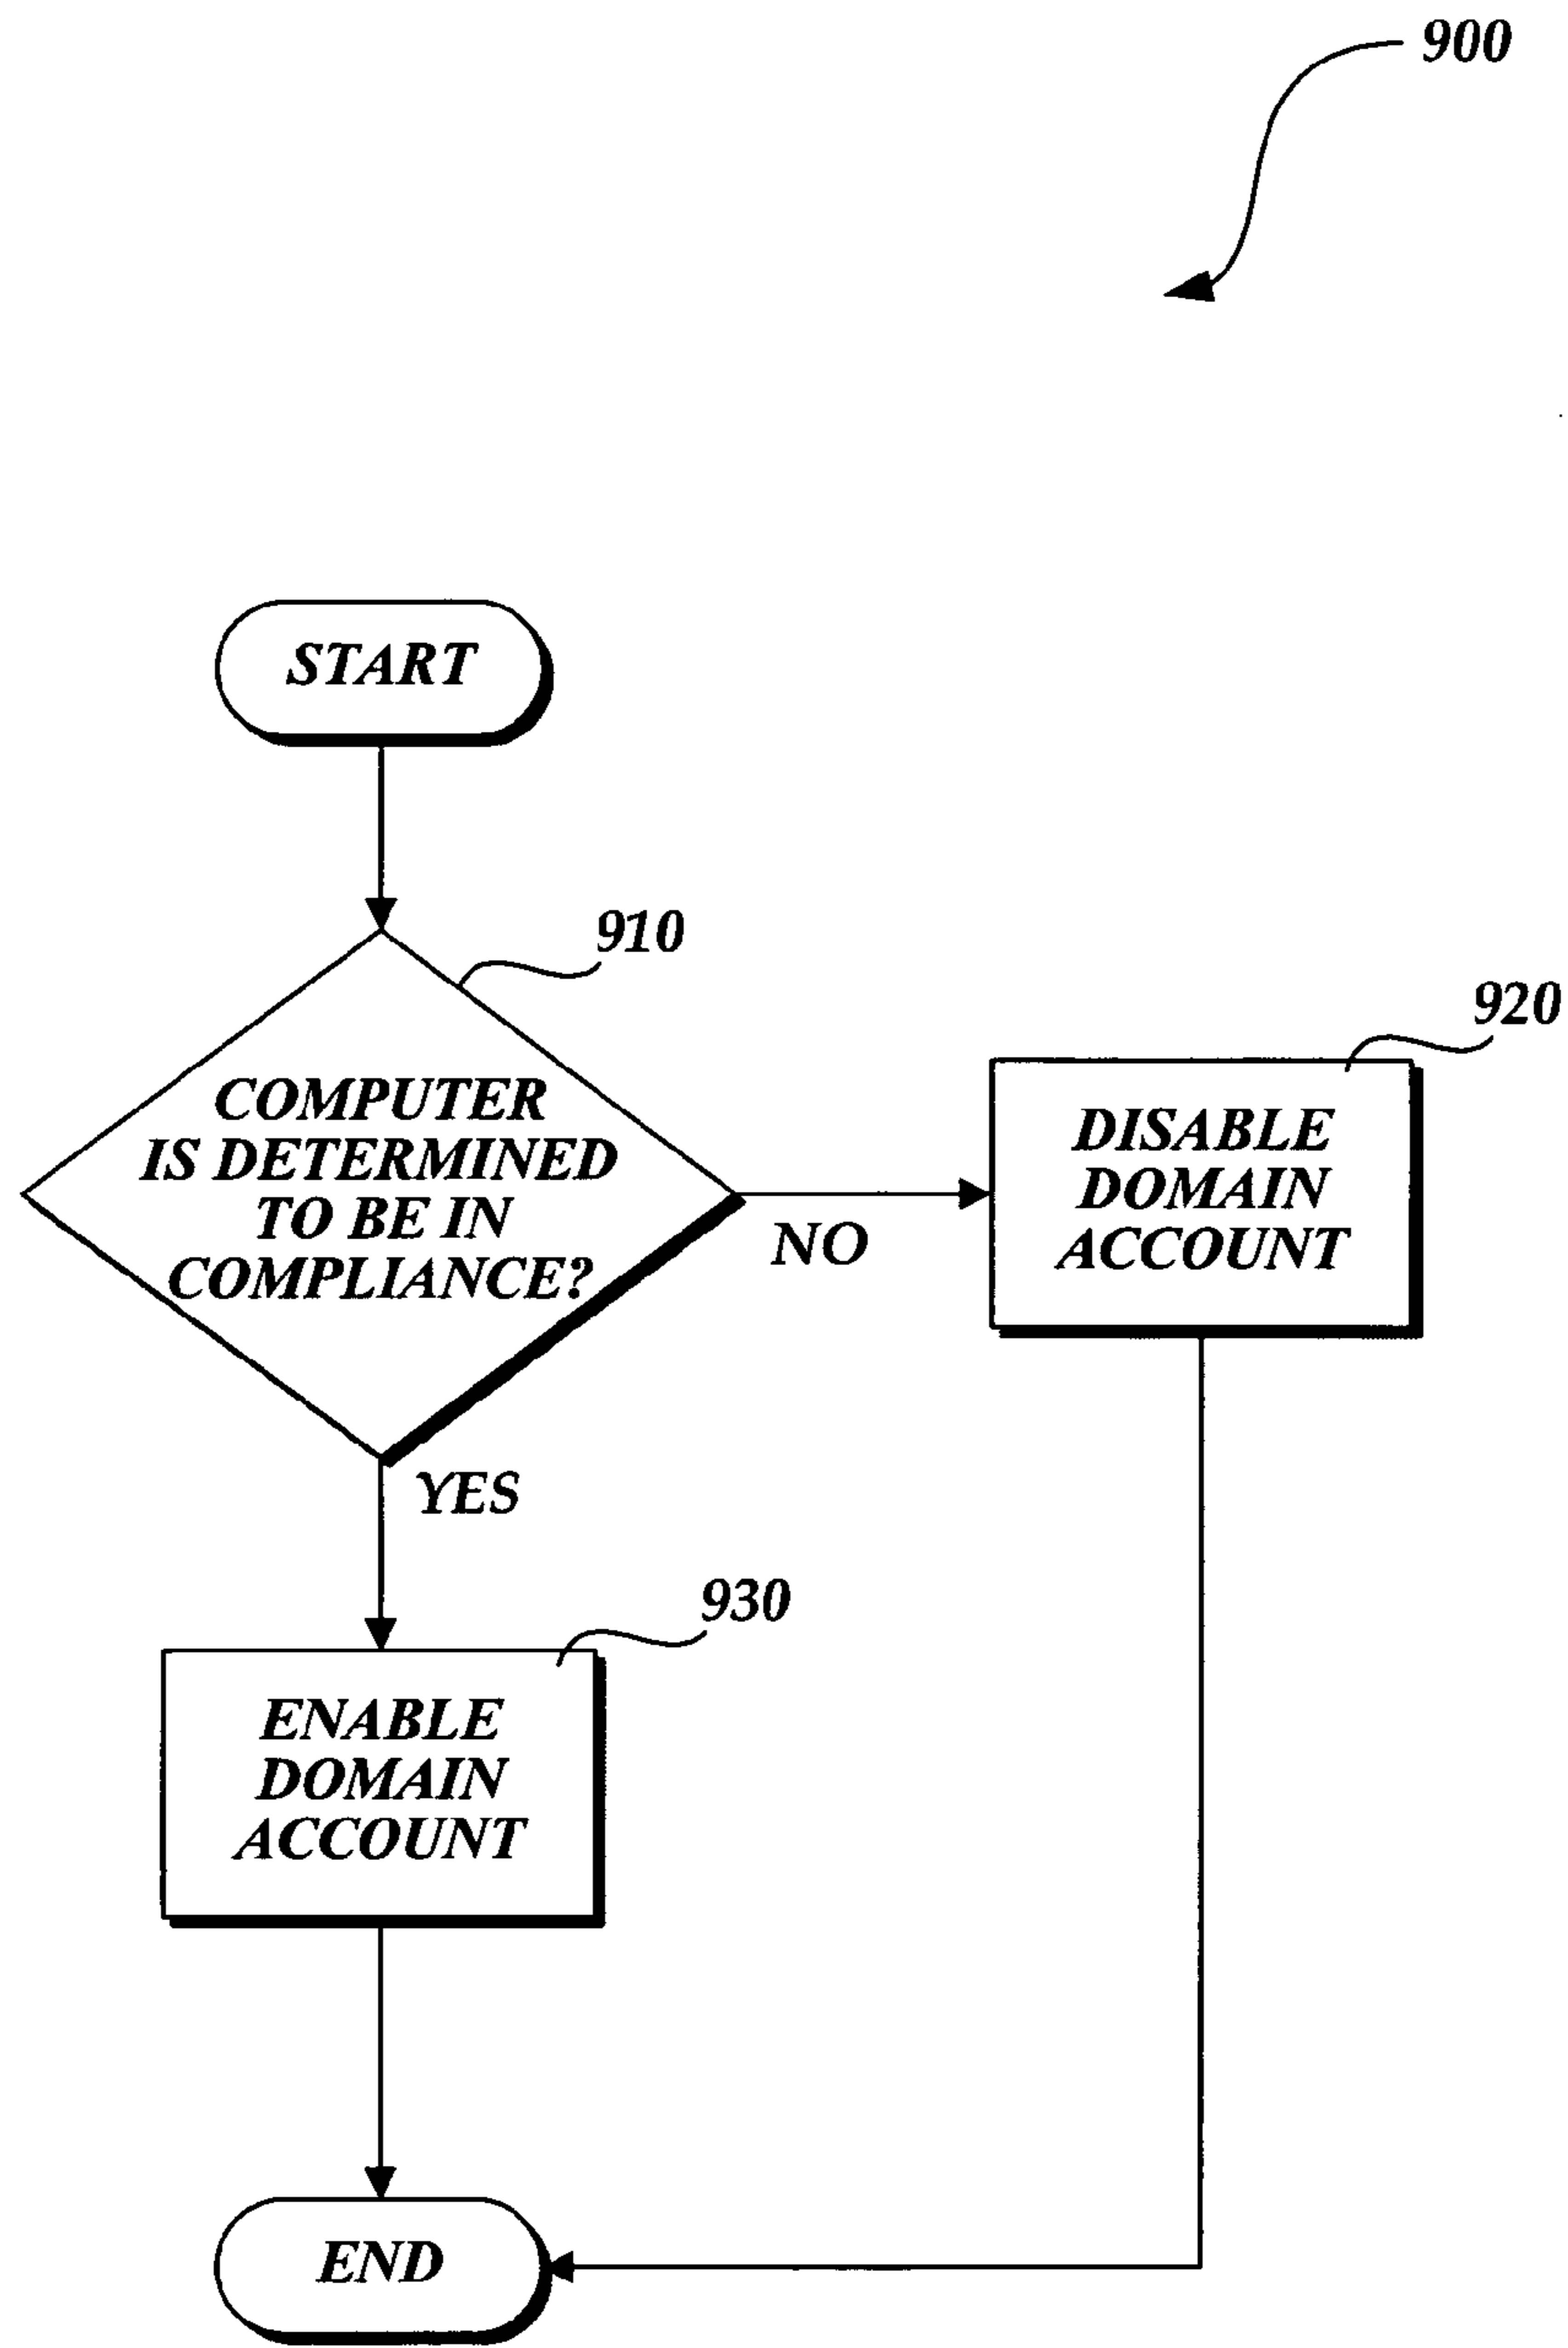 900
START
910
COMPUTER
IS DETERMINED
TO BE IN
COMPLIANCE?
NO
920
DISABLE
DOMAIN
ACCOUNT
YES
930
ENABLE
DOMAIN
ACCOUNT
END